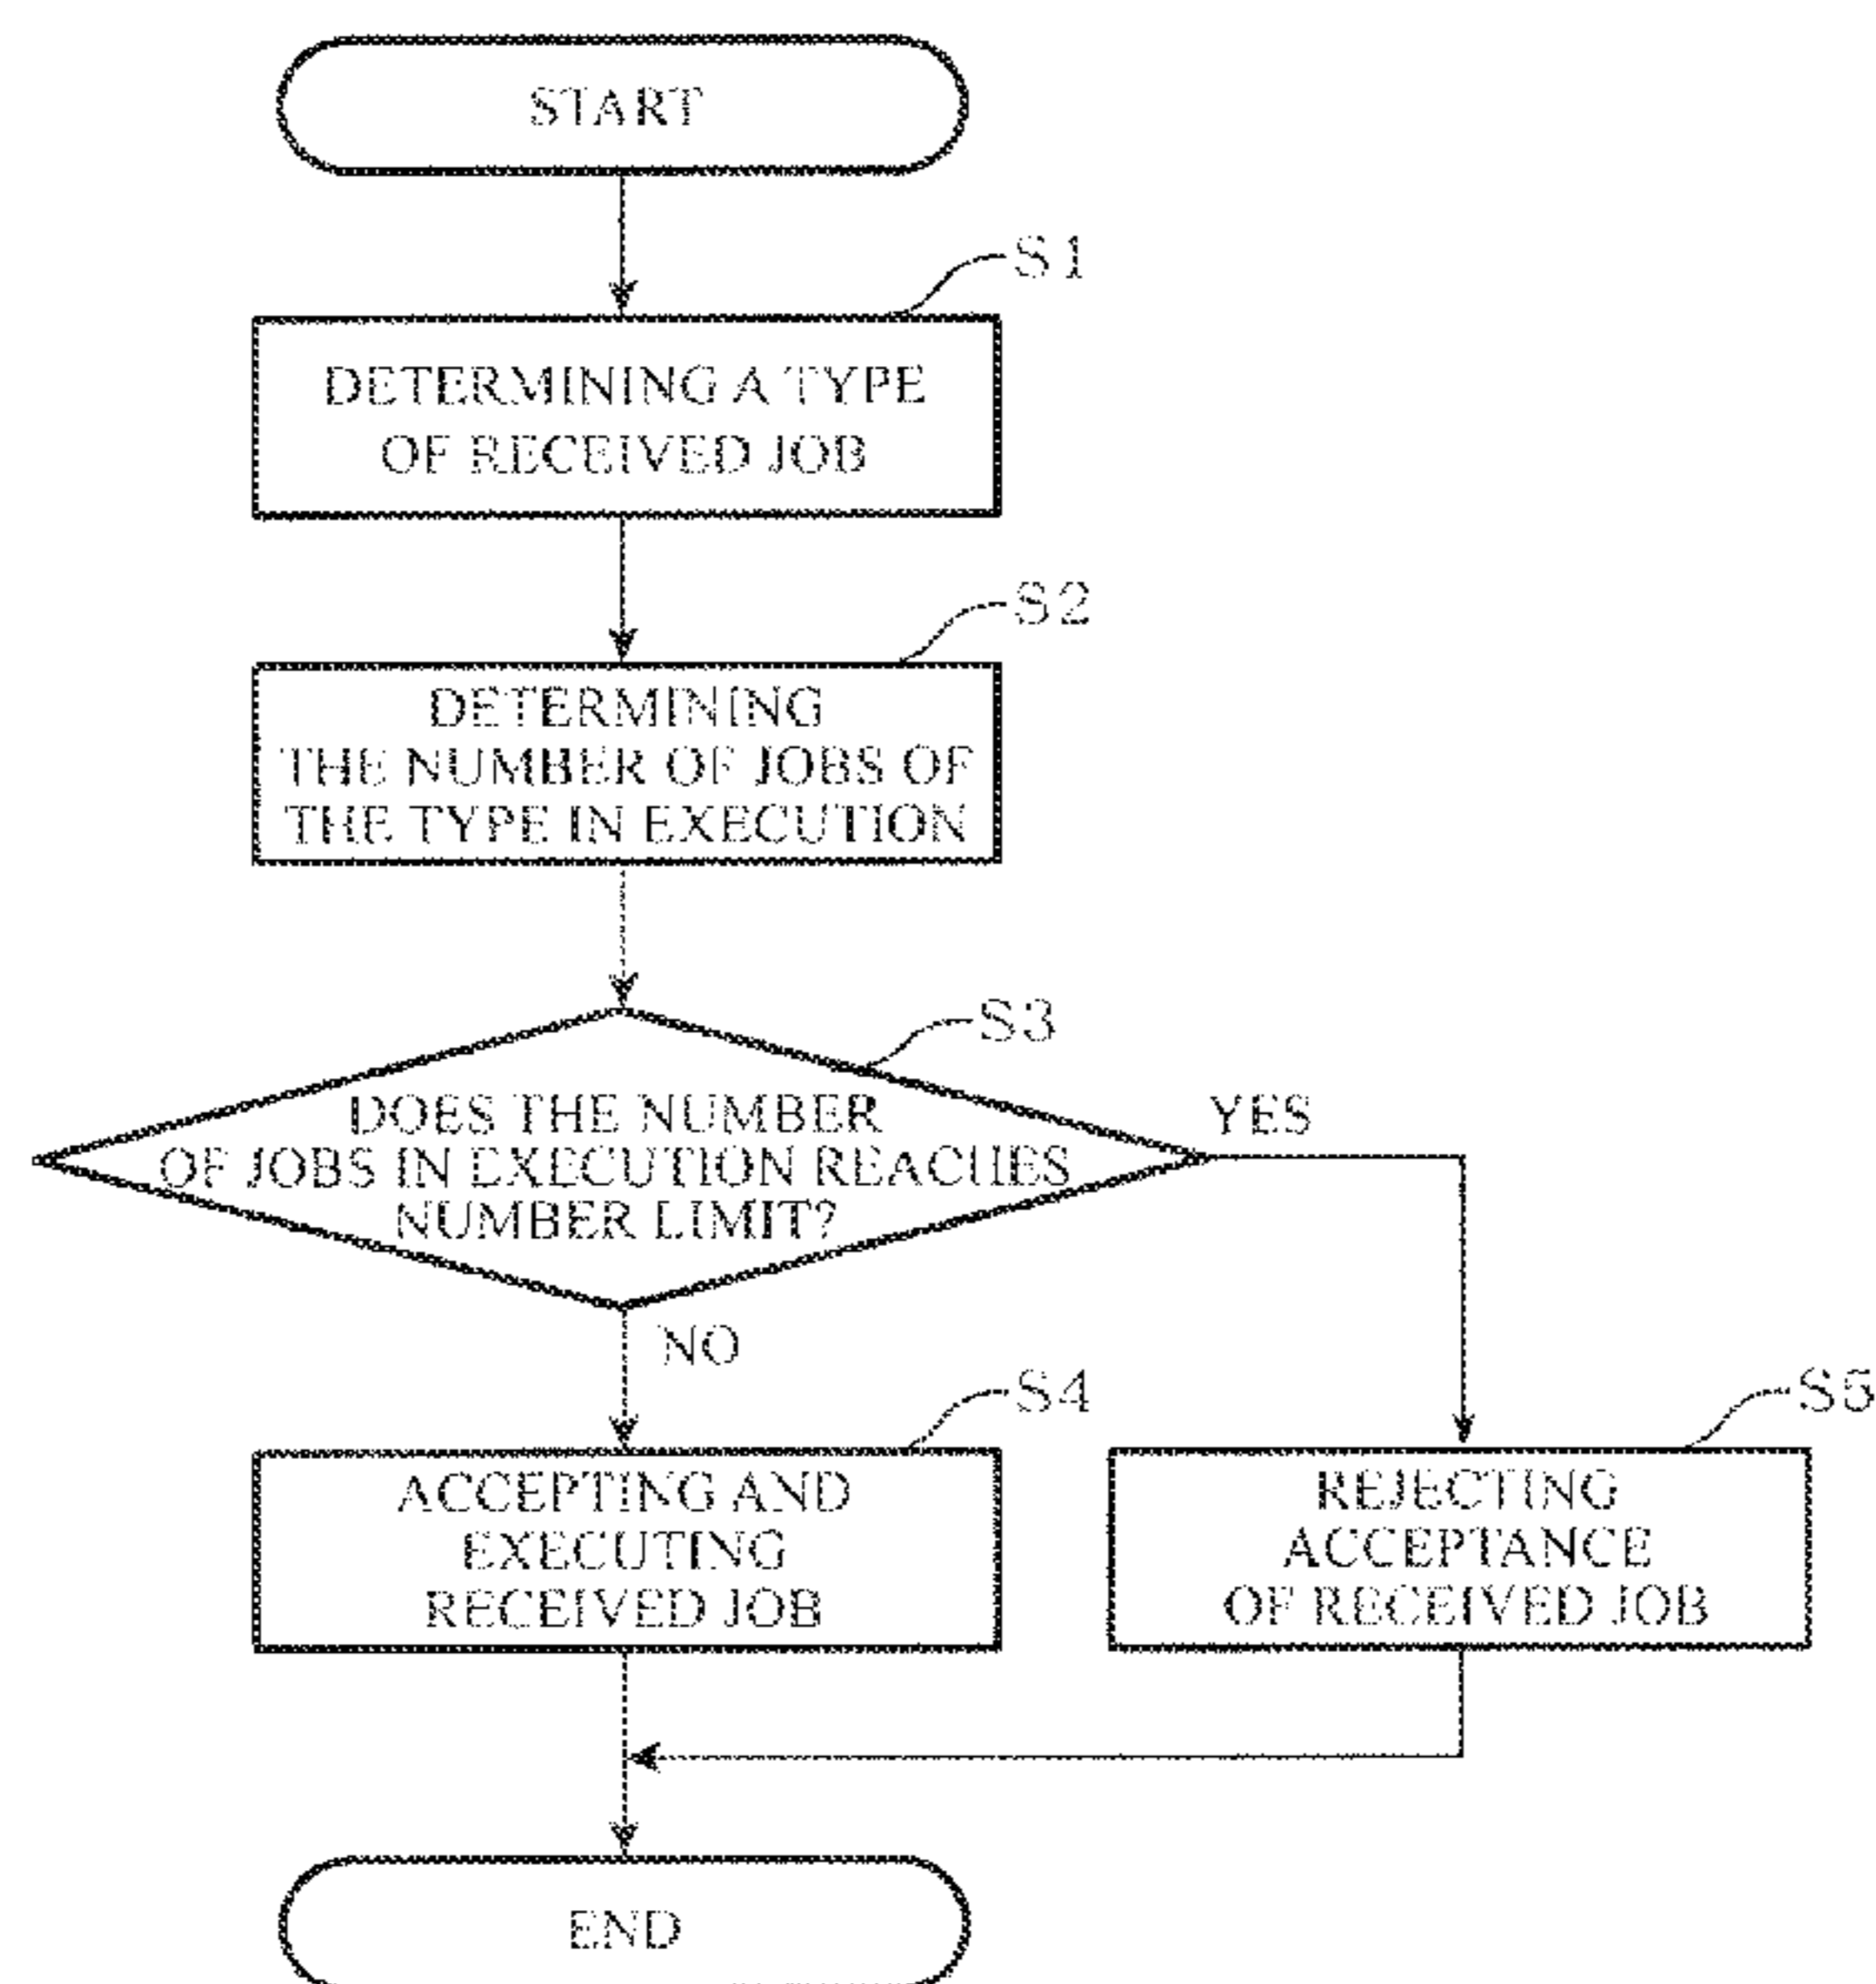 START
S1
DETERMINING A TYPE
OF RECEIVED JOB
S2
DETERMINING
THE NUMBER OF JOBS OF
THE TYPE IN EXECUTION
S3
DOES THE NUMBER
OF JOBS IN EXECUTION REACHES
NUMBER LIMIT?
YES
NO
S4
ACCEPTING AND
EXECUTING
RECEIVED JOB
S5
REJECTING
ACCEPTANCE
OF RECEIVED JOB
END